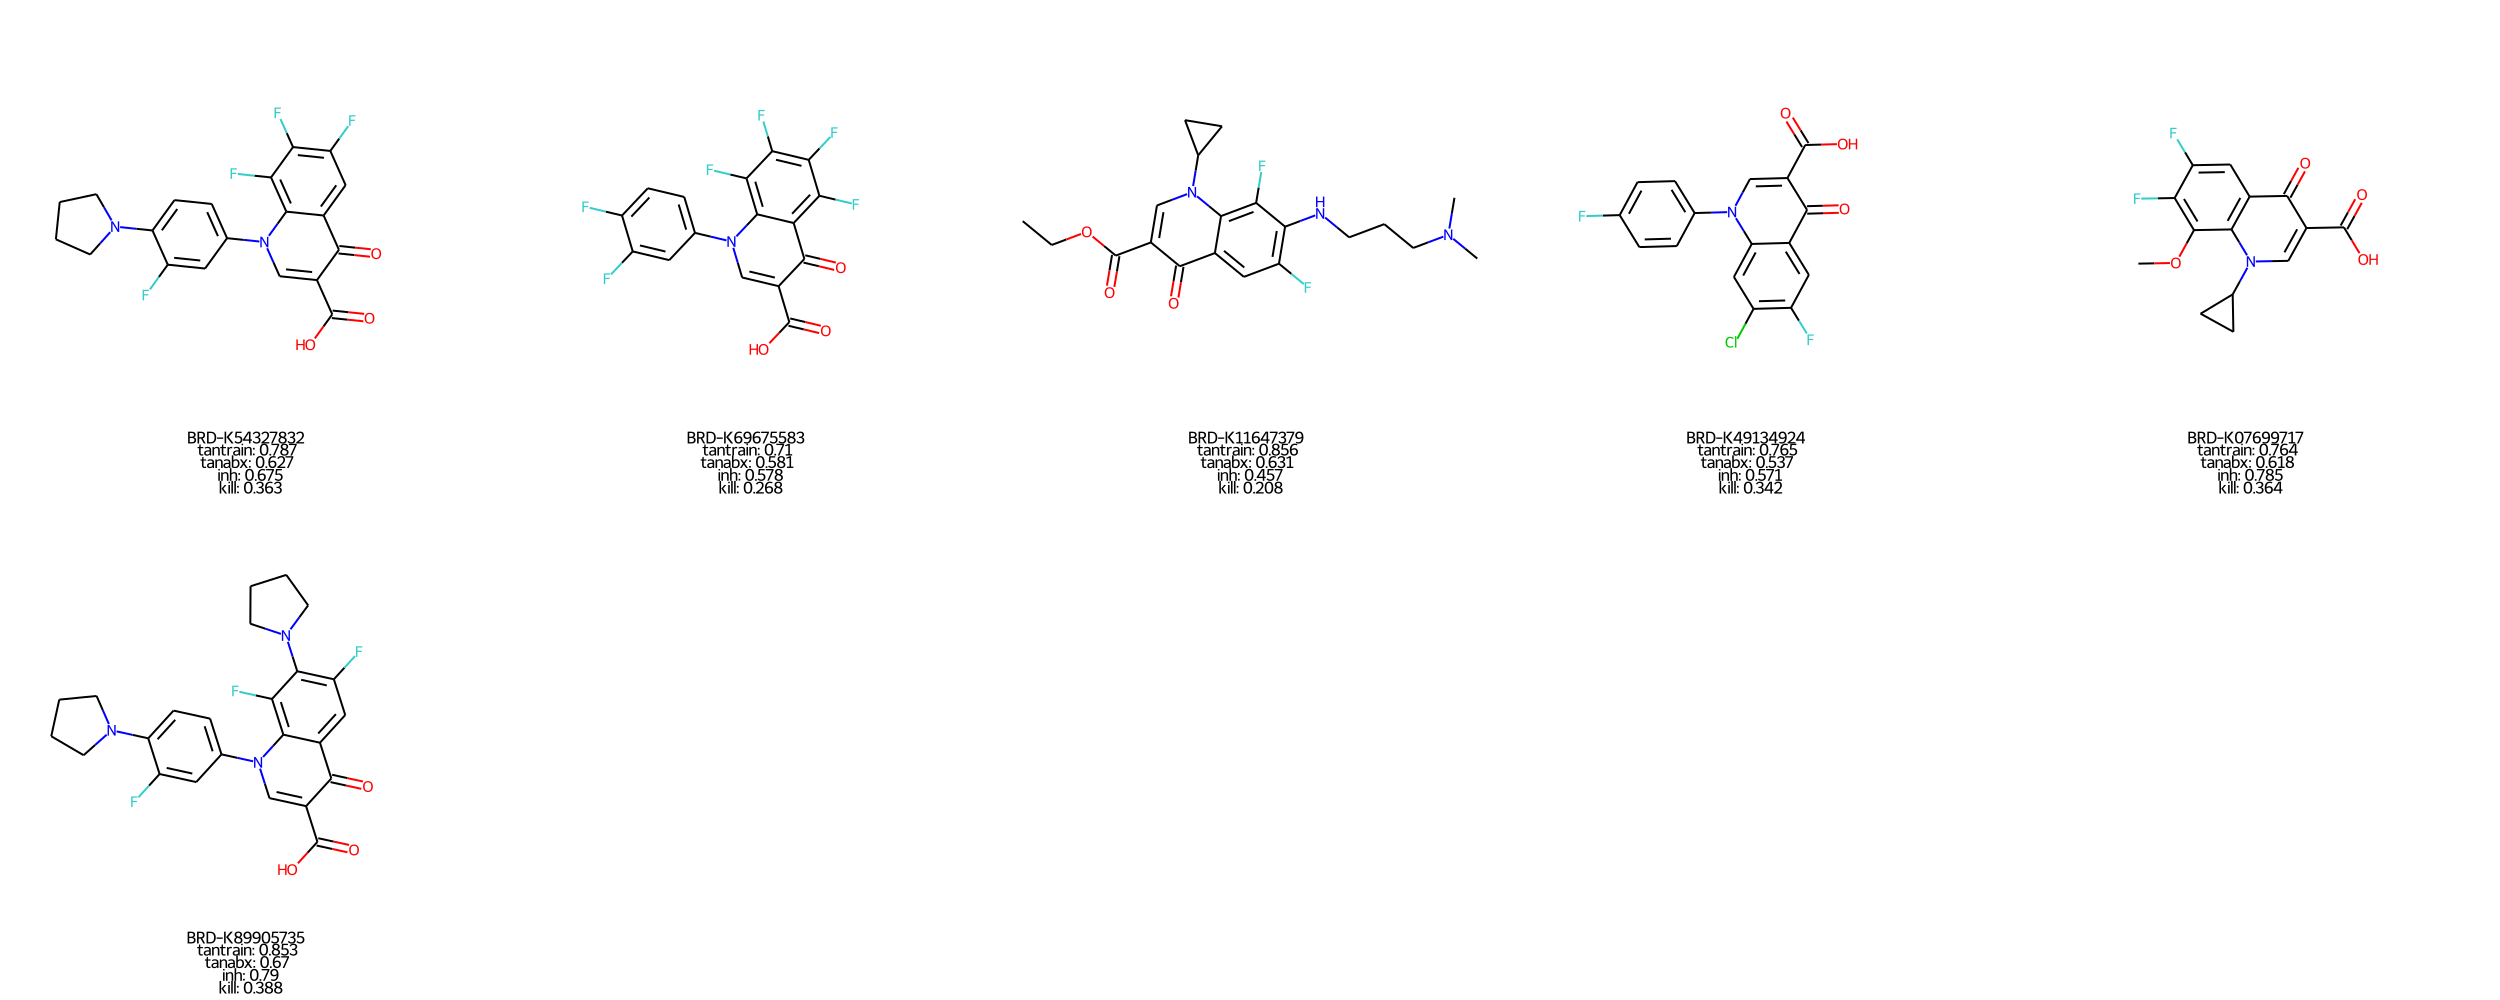 F
F
F
N
N
O
F
O
HO
BRD-K54327832
tantrain: 0.787
tanabx: 0.627
inh: 0.675
kill: 0.363
F
F
F
F
F
N
F
O
O
HO
BRD-K69675583
tantrain: 0.71
tanabx: 0.581
inh: 0.578
kill: 0.268
F
N
H
N
O
N
O
O
F
BRD-K11647379
tantrain: 0.856
tanabx: 0.631
inh: 0.457
kill: 0.208
O
OH
F
N
O
Cl
F
BRD-K49134924
tantrain: 0.765
tanabx: 0.537
inh: 0.571
kill: 0.342
F
O
F
O
O
N
OH
BRD-K07699717
tantrain: 0.764
tanabx: 0.618
inh: 0.785
kill: 0.364
N
F
F
N
N
F
O
O
HO
BRD-K89905735
tantrain: 0.853
tanabx: 0.67
inh: 0.79
kill: 0.388